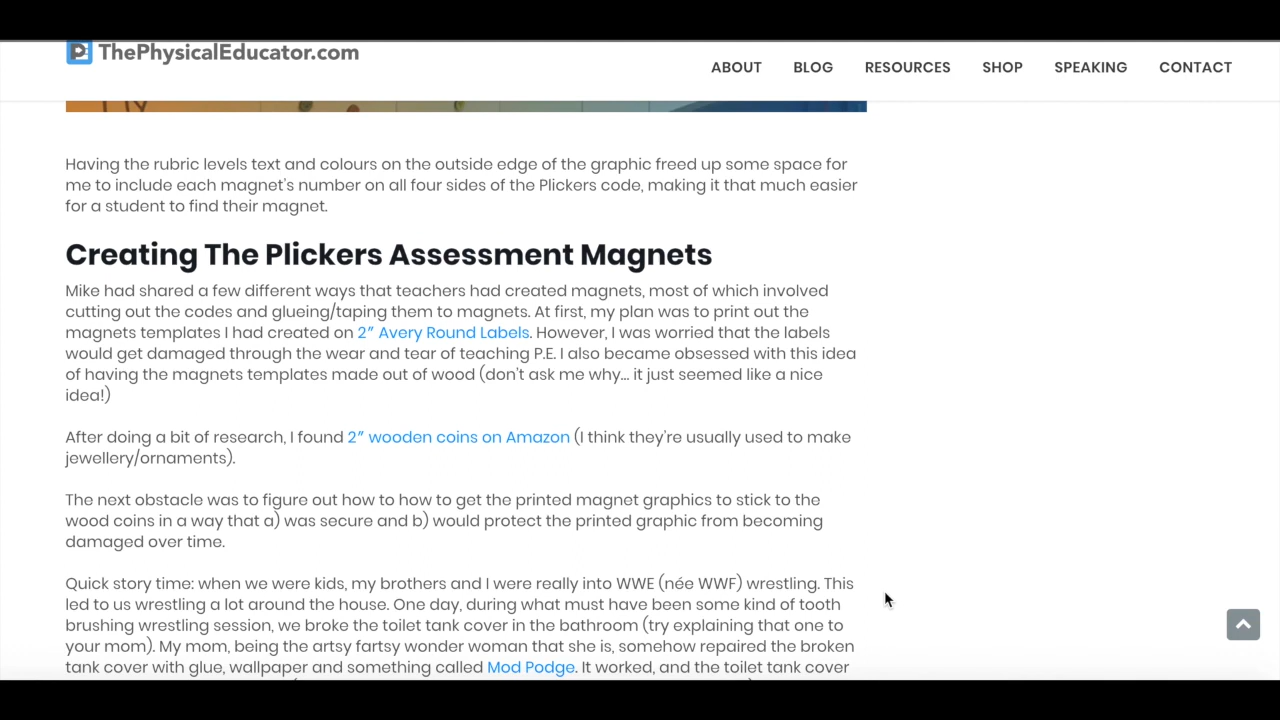 ThePhysicalEducator.com
ABOUT BLOG RESOURCES SHOP SPEAKING CONTACT
Having the rubric levels text and colours on the outside edge of the graphic freed up some space for
me to include each magnet's number on all four sides of the Plickers code, making it that much easier
for a student to find their magnet.
Creating The Plickers Assessment Magnets
Mike had shared a few different ways that teachers had created magnets, most of which involved
cutting out the codes and glueing/taping them to magnets. At first, my plan was to print out the
magnets templates I had created on 2″ Avery Round Labels. However, I was worried that the labels
would get damaged through the wear and tear of teaching P.E. I also became obsessed with this idea
of having the magnets templates made out of wood (don't ask me why... it just seemed like a nice
idea!)
After doing a bit of research, I found 2″ wooden coins on Amazon (I think they're usually used to make
jewellery/ornaments).
The next obstacle was to figure out how to how to get the printed magnet graphics to stick to the
wood coins in a way that a) was secure and b) would protect the printed graphic from becoming
damaged over time.
Quick story time: when we were kids, my brothers and I were really into WWE (née WWF) wrestling. This
led to us wrestling a lot around the house. One day, during what must have been some kind of tooth
brushing wrestling session, we broke the toilet tank cover in the bathroom (try explaining that one to
your mom). My mom, being the artsy fartsy wonder woman that she is, somehow repaired the broken
tank cover with glue, wallpaper and something called Mod Podge. It worked, and the toilet tank cover